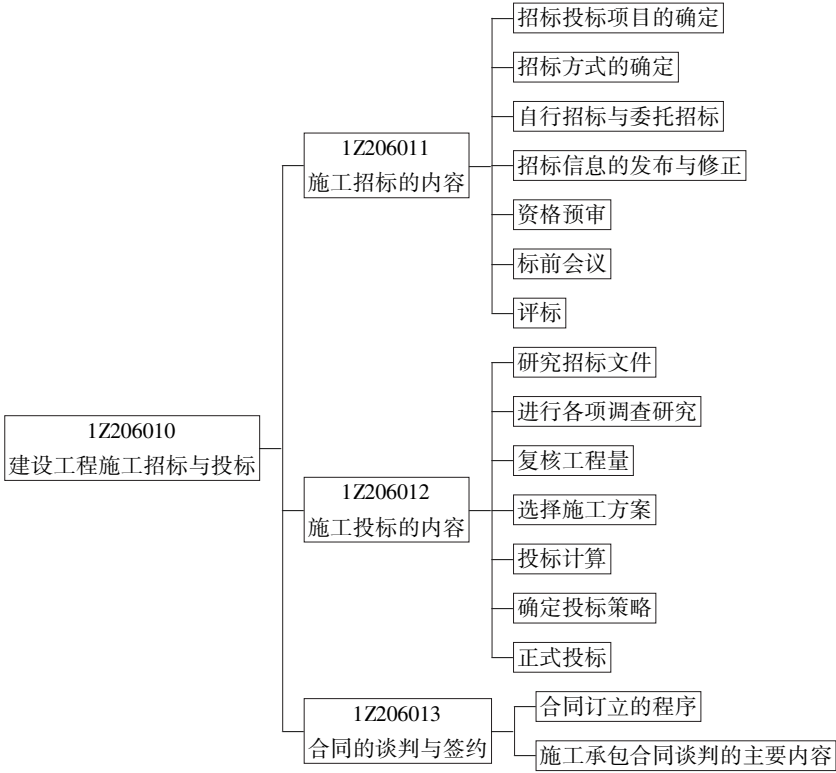 1Z206010
建设工程施工招标与投标
1Z206011
施工招标的内容
招标投标项目的确定
招标方式的确定
自行招标与委托招标
招标信息的发布与修正
资格预审
标前会议
评标
1Z206012
施工投标的内容
研究招标文件
进行各项调查研究
复核工程量
选择施工方案
投标计算
确定投标策略
正式投标
1Z206013
合同的谈判与签约
合同订立的程序
施工承包合同谈判的主要内容